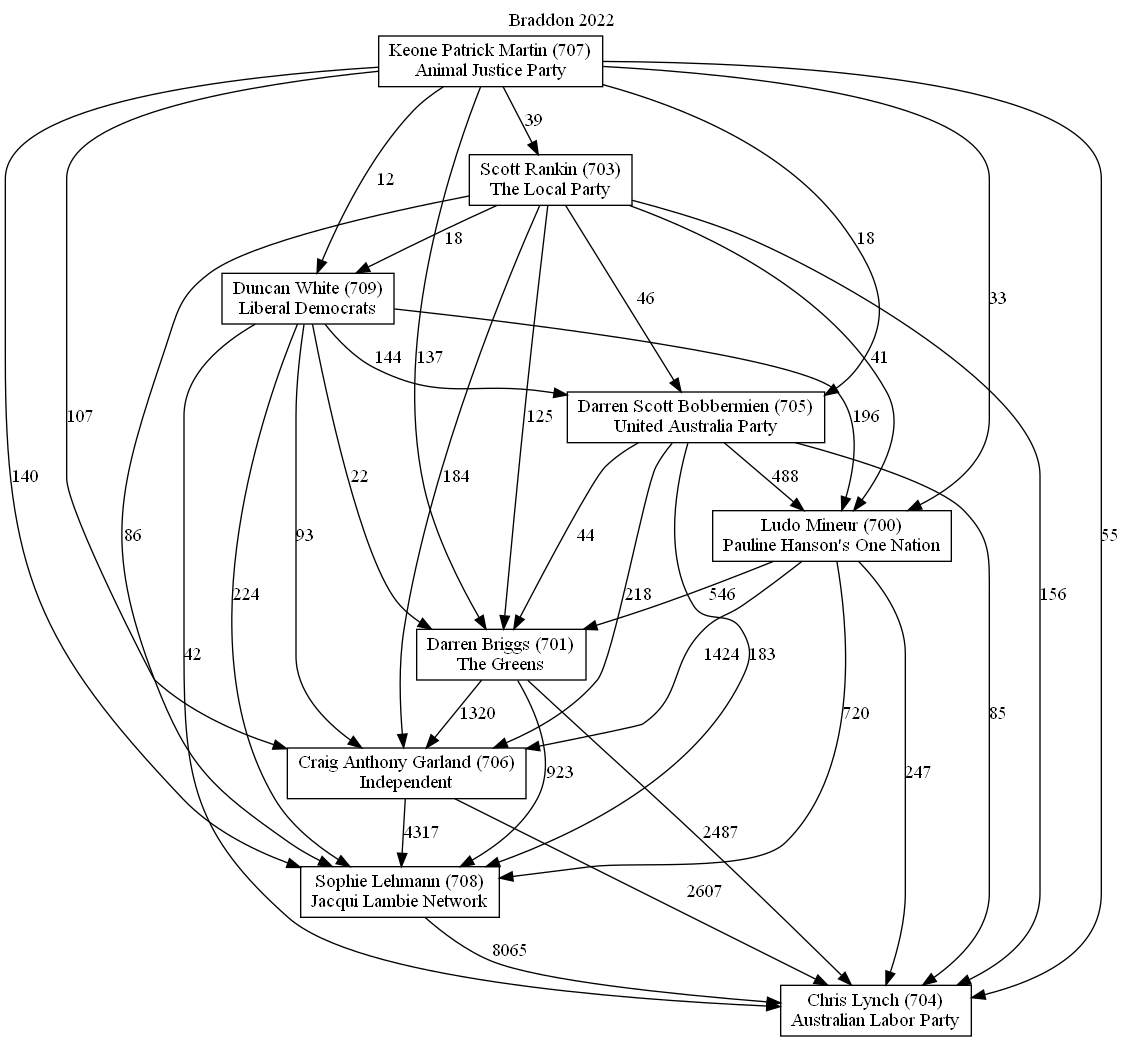 Braddon 2022
Keone Patrick Martin (707)
Animal Justice Party
39
Scott Rankin (703)
The Local Party
12
18
18
Duncan White (709)
Liberal Democrats
46
33
144
137
41
107
125
Darren Scott Bobbermien (705)
United Australia Party
196
140
22
184
488
86
93
44
Ludo Mineur (700)
Pauline Hanson's One Nation
55
224
218
546
156
42
Darren Briggs (701)
The Greens
1424
183
1320
720
85
Craig Anthony Garland (706)
Independent
923
247
4317
2487
Sophie Lehmann (708)
Jacqui Lambie Network
2607
8065
Chris Lynch (704)
Australian Labor Party